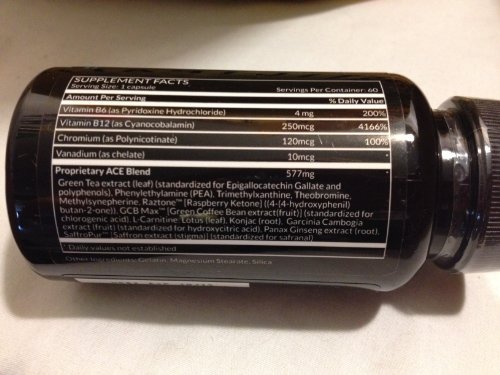 SUPPLEMENT FACTS
Serving Size: 1 capsule Servings Per Container: 60
Amount Per Serving % Daily Value
Vitamin B6 (as Pyridoxine Hydrochloride) 4 mg 200%
Vitamin B12 (as Cyanocobalamin) 250mcg 4166%
Chromium (as Polynicotinate) 120mcg 100%
Vanadium (as chelate) 10mcg
Proprietary ACE Blend 577mg
Green Tea extract (leaf) (standardized for Epigallocatechin Gallate and
polyphenols), Phenylethylamine (PEA), Trimethylxanthine, Theobromine,
Methylsynepherine, Raztone™ [Raspberry Ketone] ((4-(4-hydroxyphenyl)
butan-2-one)), GCB Max™ [Green Coffee Bean extract(fruit)] (standardized for
chlorogenic acid), L-Carnitine, Lotus (leaf), Konjac (root), Garcinia Cambogia
extract (fruit) (standardized for hydroxycitric acid), Panax Ginseng extract (root),
SaffroPur™ [Saffron extract (stigma)] (standardized for safranal)
* Daily values not established
Other Ingredients: Gelatin, Magnesium Stearate, Silica